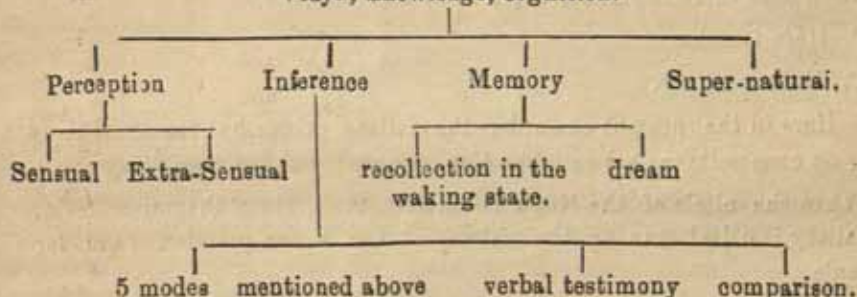 knowledge,
Perception Inference Memory Super-natural.
Sensual Extra-Sensual recollection in the dream
waking state.
5 modes mentioned above verbal testimony comparison.